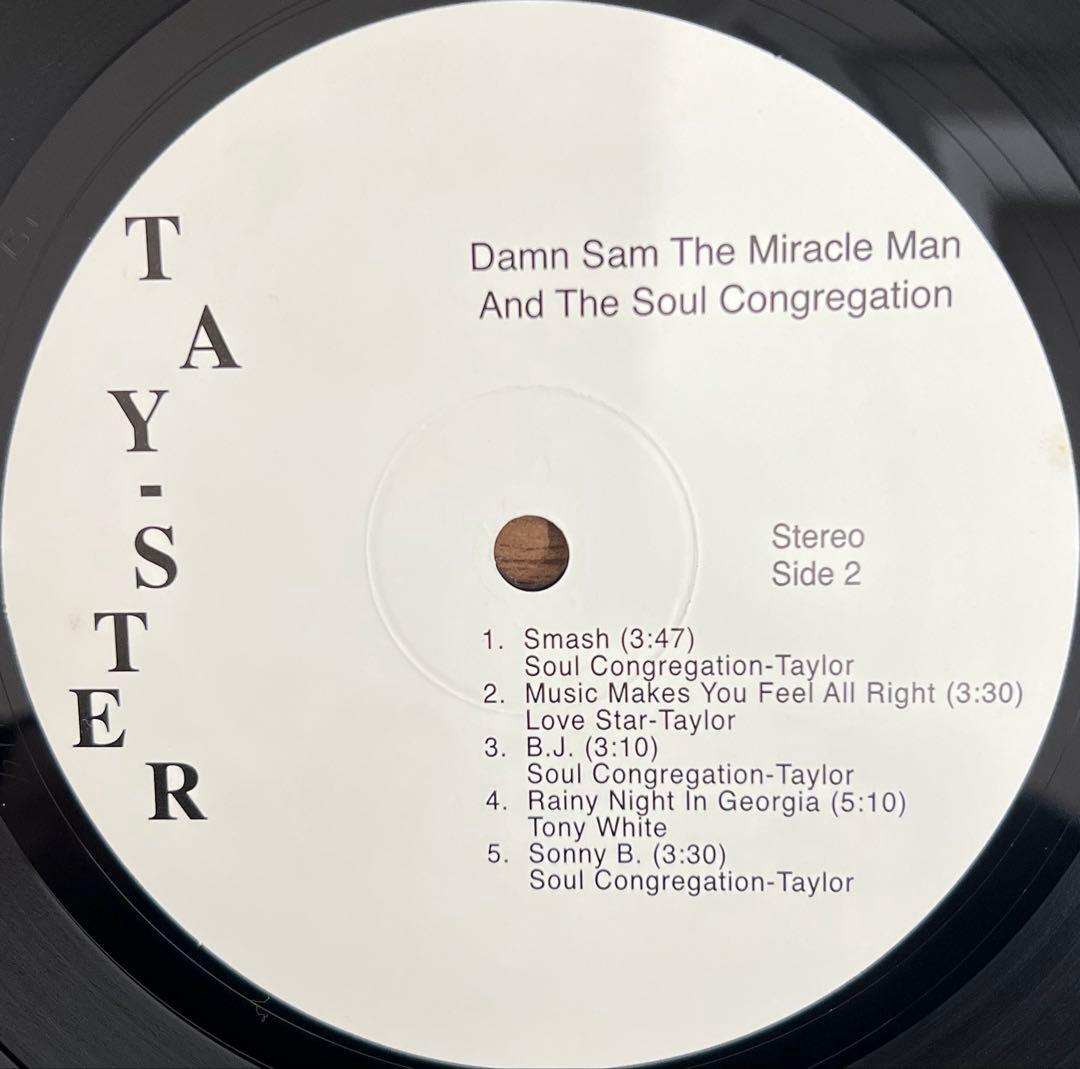 TAY-STER
Damn Sam The Miracle Man
And The Soul Congregation
Stereo
Side 2
1. Smash (3:47)
Soul Congregation-Taylor
2. Music Makes You Feel All Right (3:30)
Love Star-Taylor
3. B.J. (3:10)
Soul Congregation-Taylor
4. Rainy Night In Georgia (5:10)
Tony White
5. Sonny B. (3:30)
Soul Congregation-Taylor